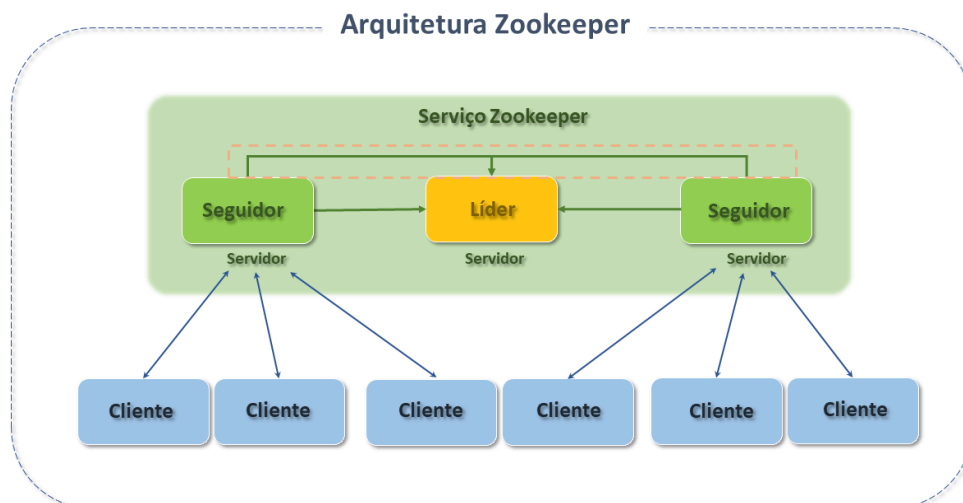 Arquitetura Zookeeper
Serviço Zookeeper
Seguidor
Líder
Seguidor
Servidor
Servidor
Servidor
Cliente
Cliente
Cliente
Cliente
Cliente
Cliente